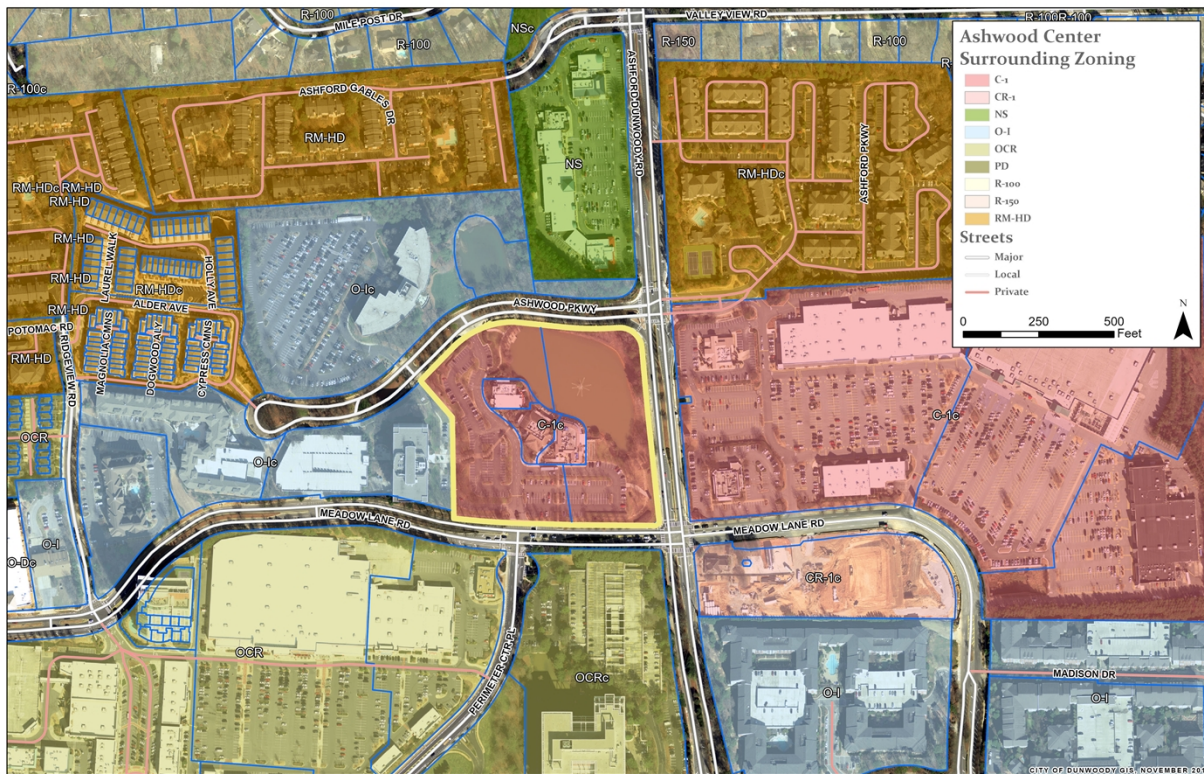 R-100
MILE POST DR
R-100
NSc
VALLEY VIEW RD
R-150
R-100
R-100
R-100
R-100c
ASHFORD GABLES DR
RM-HD
ASHFORD-DUNWOODY RD
NS
RM-HDc
ASHFORD PKWY
Ashwood Center
Surrounding Zoning
C-1
CR-1
NS
O-I
OCR
PD
R-100
R-150
RM-HD
Streets
Major
Local
Private
N
0 250 500
Feet
RM-HDc
RM-HD
RM-HD
RM-HD
RM-HD
RM-HD
RM-HD
LAUREL WALK
RM-HDc
HOLLY AVE
ALDER AVE
POTOMAC RD
RIDGEVIEW RD
MAGNOLIA CMNS
DOGWOOD ALY
CYPRESS CMNS
O-Ic
ASHWOOD PKWY
C-1c
C-1c
OCR
O-Ic
O-I
O-Dc
MEADOW LANE RD
MEADOW LANE RD
CR-1c
OCR
PERIMETER CTR PL
OCRc
O-I
MADISON DR
O-I
CITY OF DUNWOODY GIS, NOVEMBER